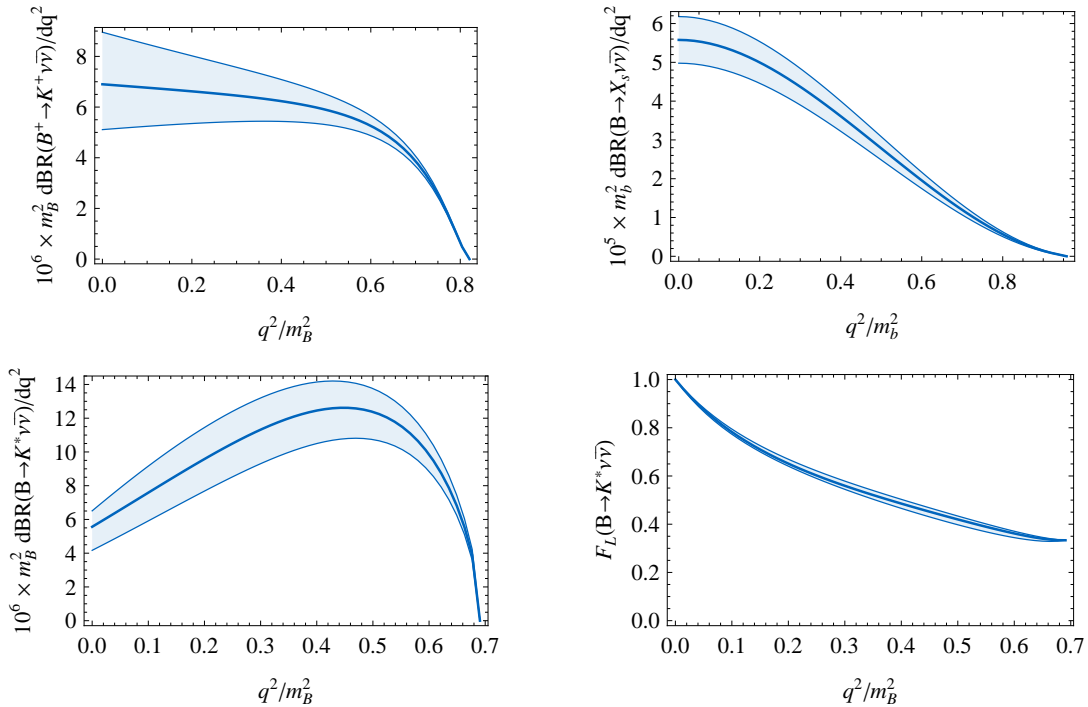 10^6 × m_B^2 dBR(B^+→K^+νν̅)/dq^2
8
6
4
2
0
0.0 0.2 0.4 0.6 0.8
q^2/m_B^2
10^5 × m_b^2 dBR(B→X_sνν̅)/dq^2
6
5
4
3
2
1
0
0.0 0.2 0.4 0.6 0.8
q^2/m_b^2
10^6 × m_B^2 dBR(B→K^*νν̅)/dq^2
14
12
10
8
6
4
2
0
0.0 0.1 0.2 0.3 0.4 0.5 0.6 0.7
q^2/m_B^2
F_L(B→K^*νν̅)
1.0
0.8
0.6
0.4
0.2
0.0
0.0 0.1 0.2 0.3 0.4 0.5 0.6 0.7
q^2/m_B^2